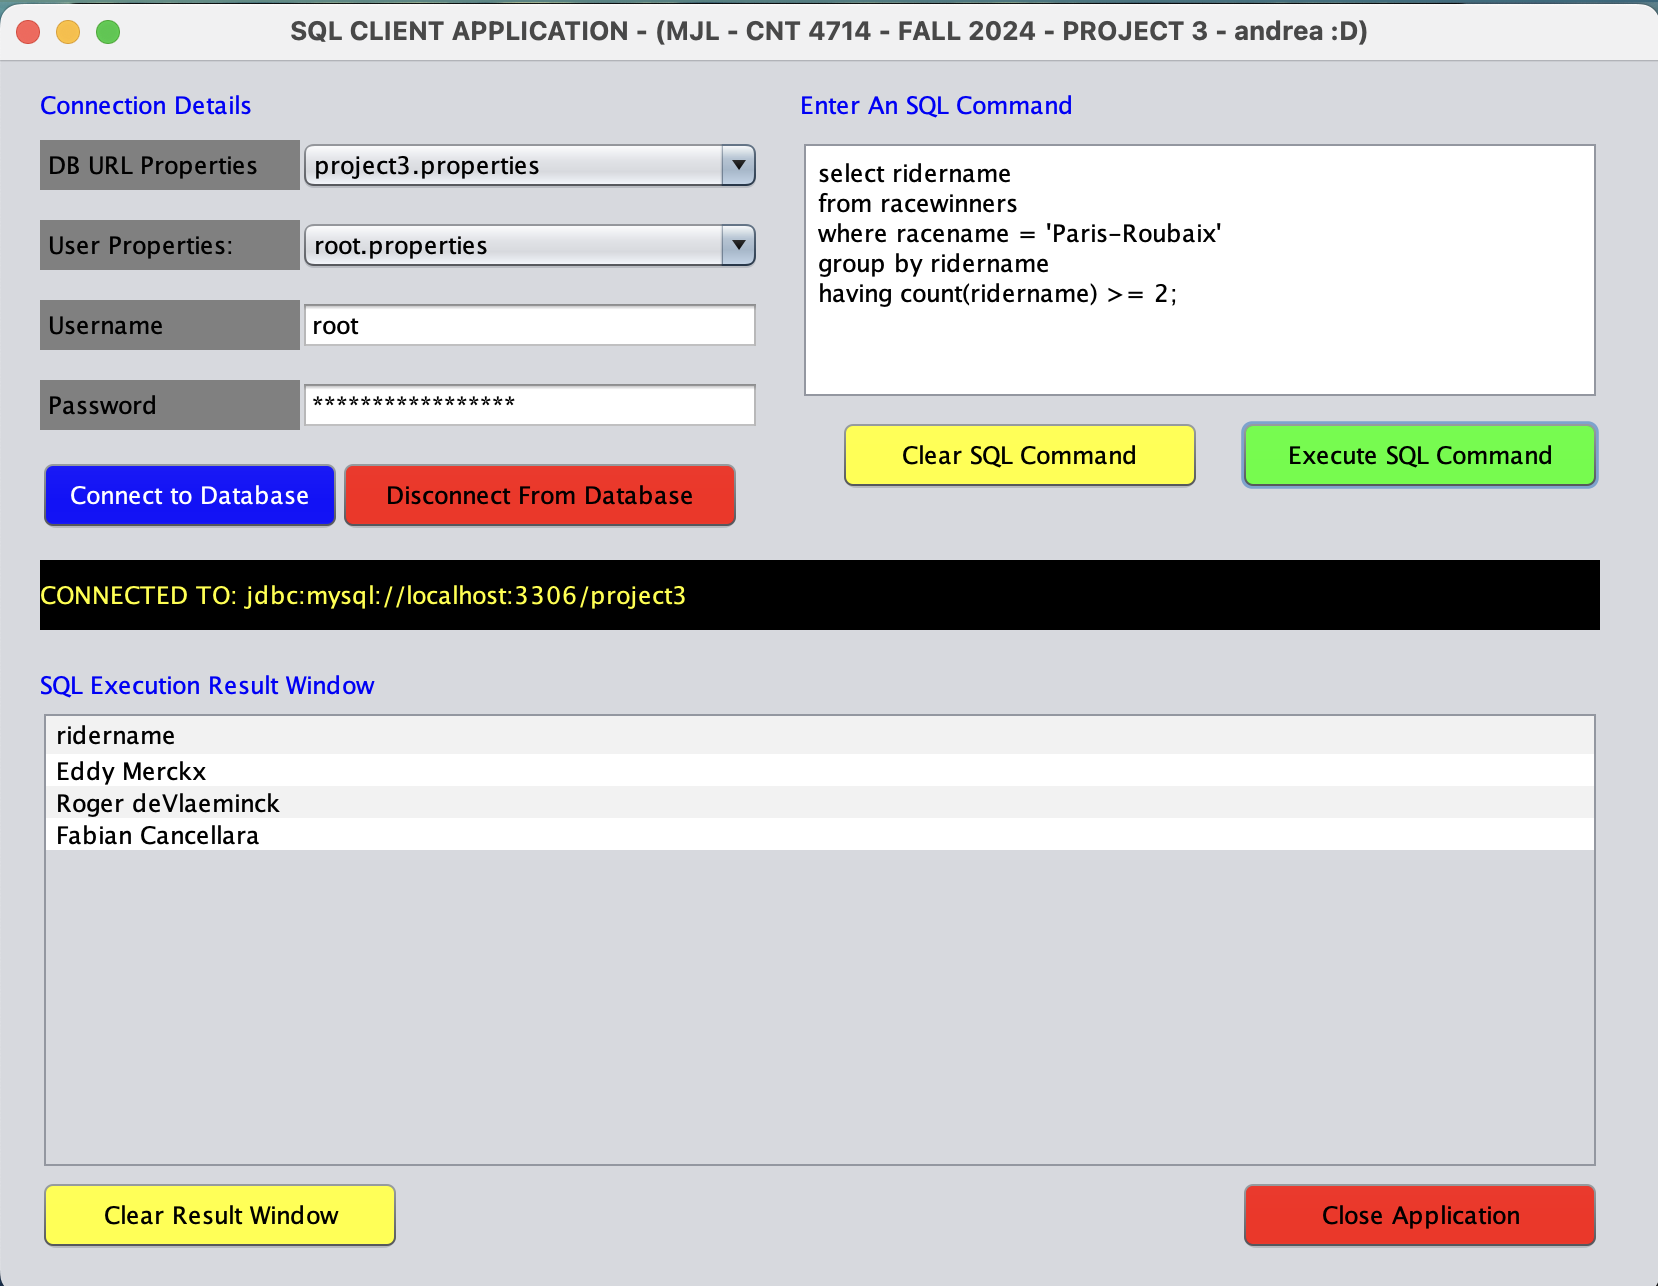 SQL CLIENT APPLICATION - (MJL - CNT 4714 - FALL 2024 - PROJECT 3 - andrea :D)
Connection Details
DB URL Properties
project3.properties
User Properties:
root.properties
Username
root
Password
*****************
Connect to Database
Disconnect From Database
Enter An SQL Command
select ridername
from racewinners
where racename = 'Paris-Roubaix'
group by ridername
having count(ridername) >= 2;
Clear SQL Command
Execute SQL Command
CONNECTED TO: jdbc:mysql://localhost:3306/project3
SQL Execution Result Window
ridername
Eddy Merckx
Roger deVlaeminck
Fabian Cancellara
Clear Result Window
Close Application